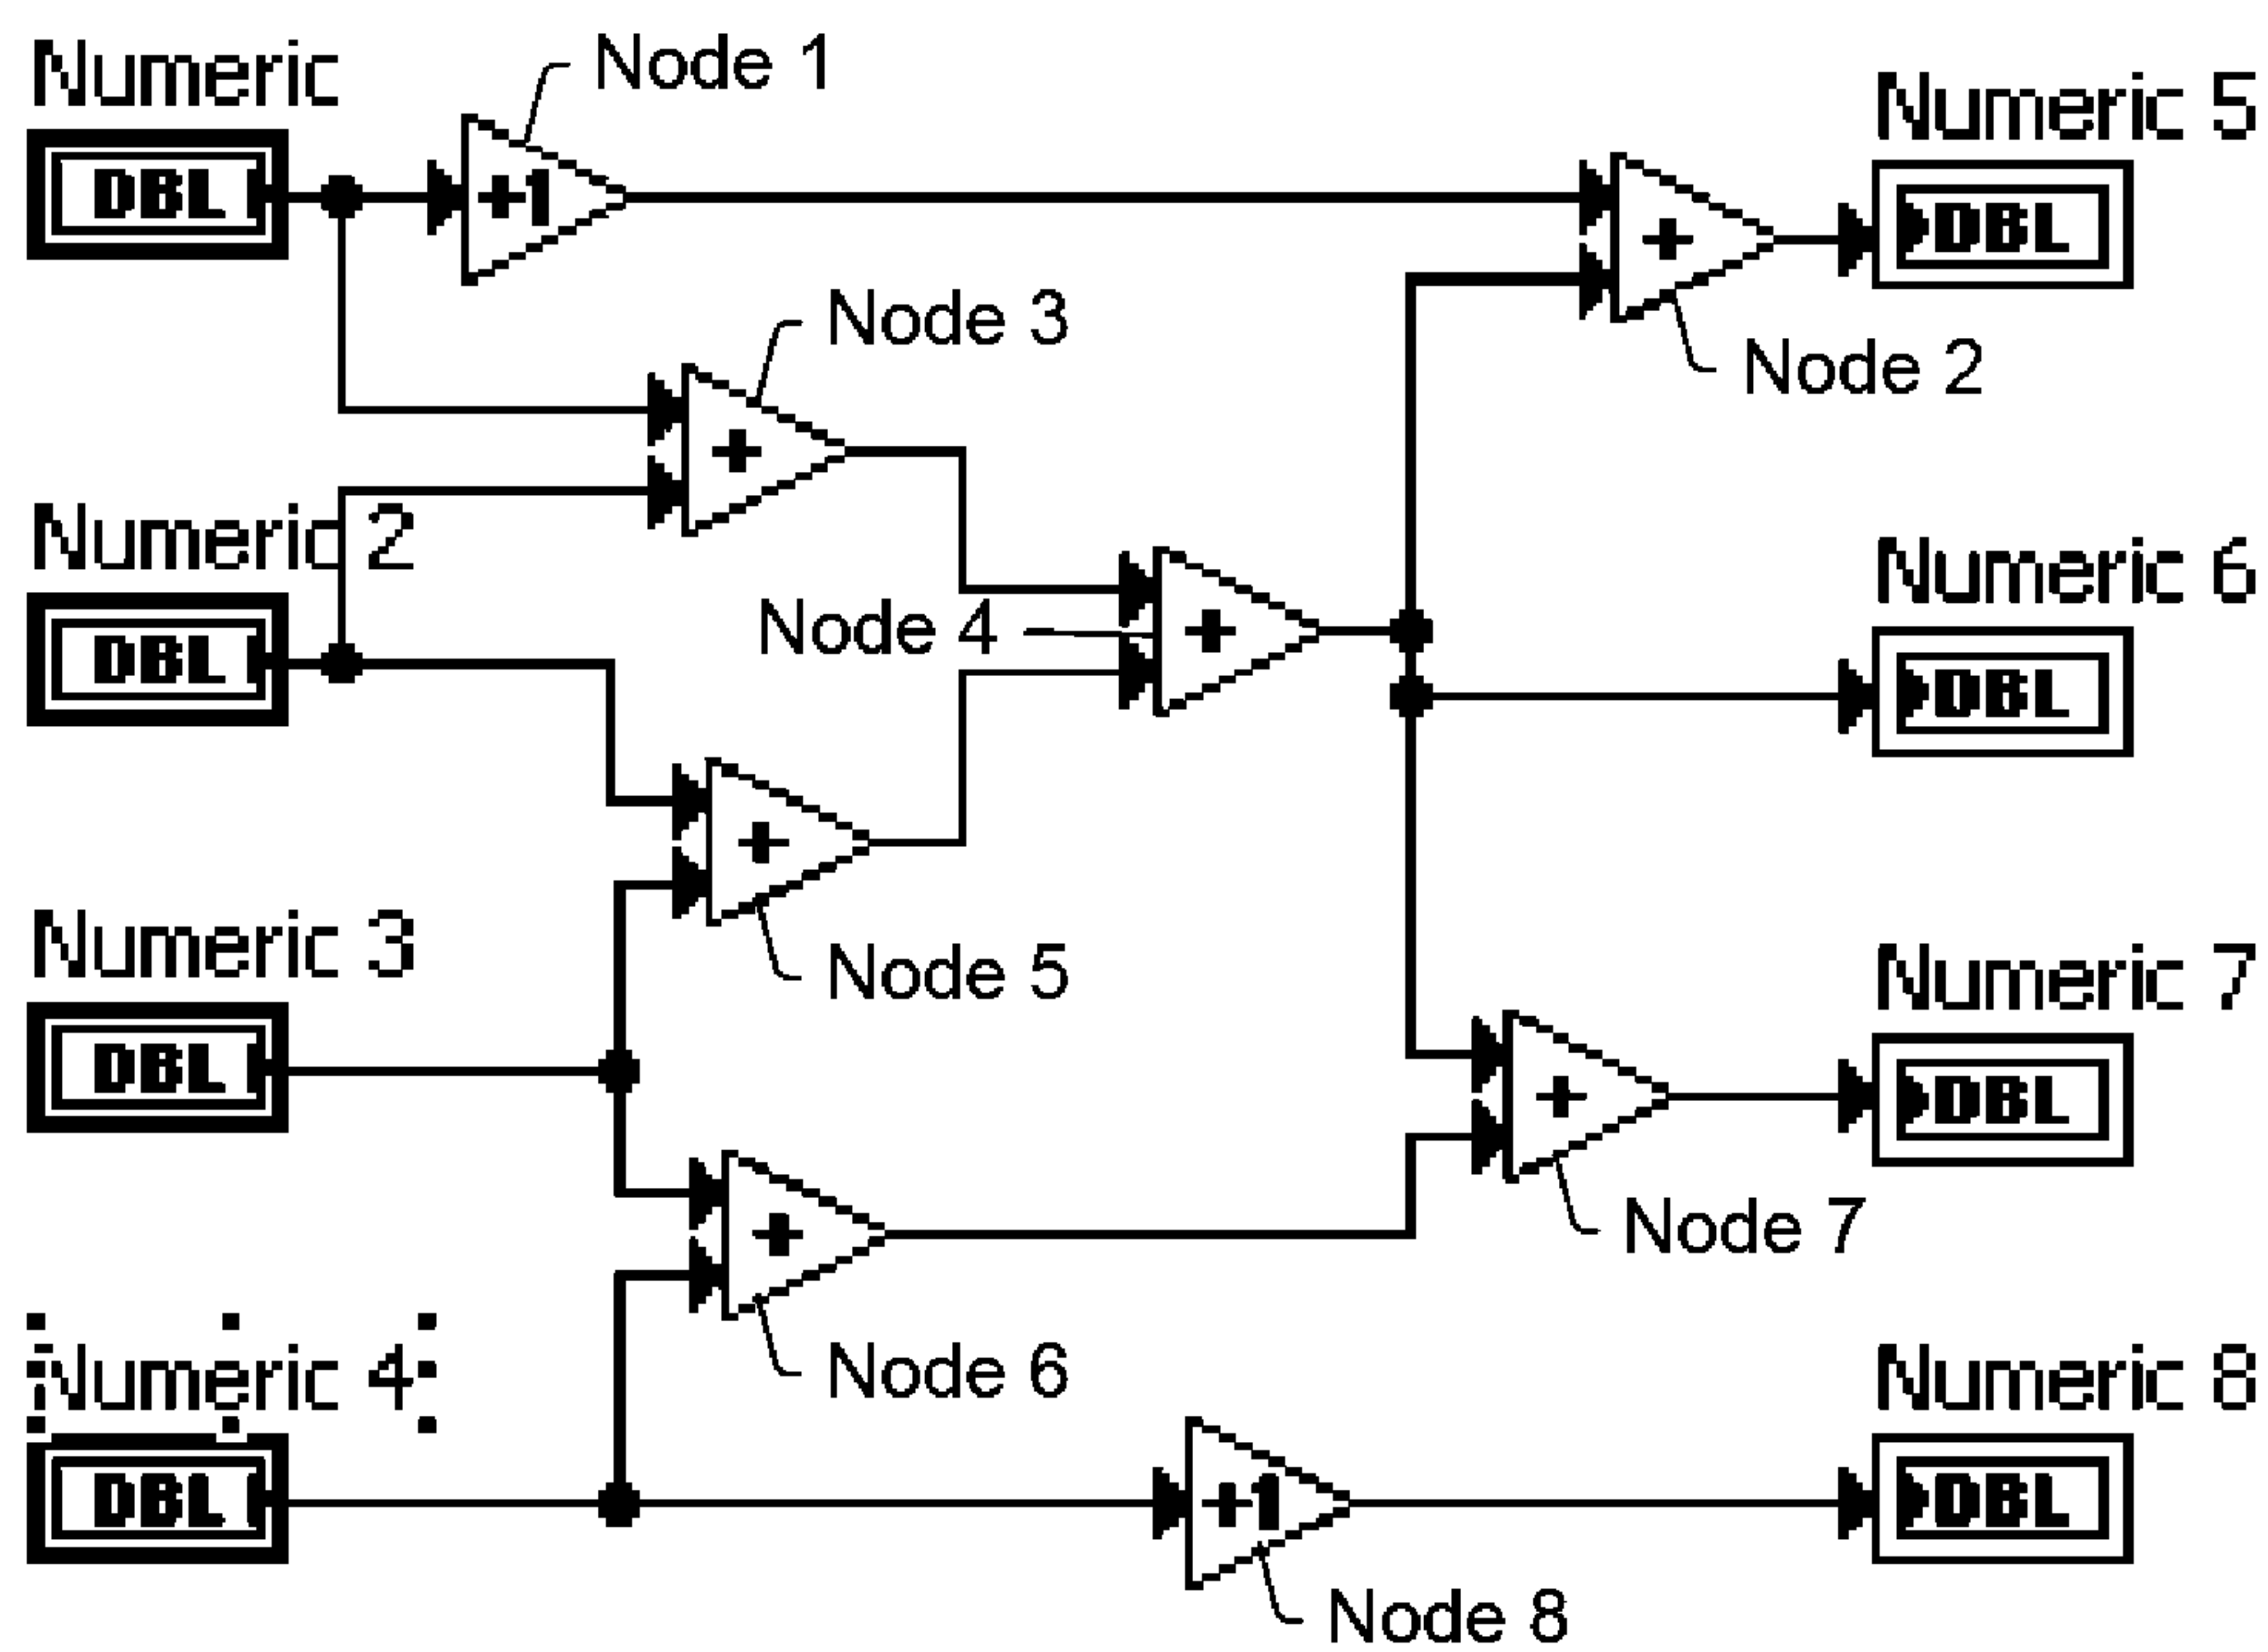 Numeric
Node 1
Numeric 5
DBL
+1
+
DBL
Node 3
Node 2
+
Numeric 2
Numeric 6
DBL
Node 4
+
DBL
+
Numeric 3
Node 5
Numeric 7
DBL
+
DBL
Node 7
+
Numeric 4
Node 6
Numeric 8
DBL
+1
DBL
Node 8